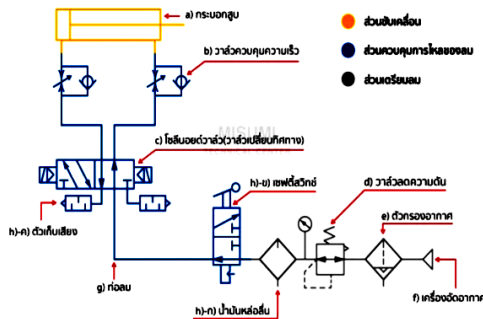 a) กระบอกสูบ
ส่วนขับเคลื่อน
b) วาล์วควบคุมความเร็ว
ส่วนควบคุมการไหลของลม
ส่วนเตรียมลม
MISUMI
c) โซลีนอยด์วาล์ว(วาล์วเปลี่ยนทิศทาง)
h)-ข) เซฟตี้สวิทช์
d) วาล์วลดความดัน
e) ตัวกรองอากาศ
h)-ค) ตัวเก็บเสียง
g) ท่อลม
h)-ก) น้ำมันหล่อลื่น
f) เครื่องอัดอากาศ